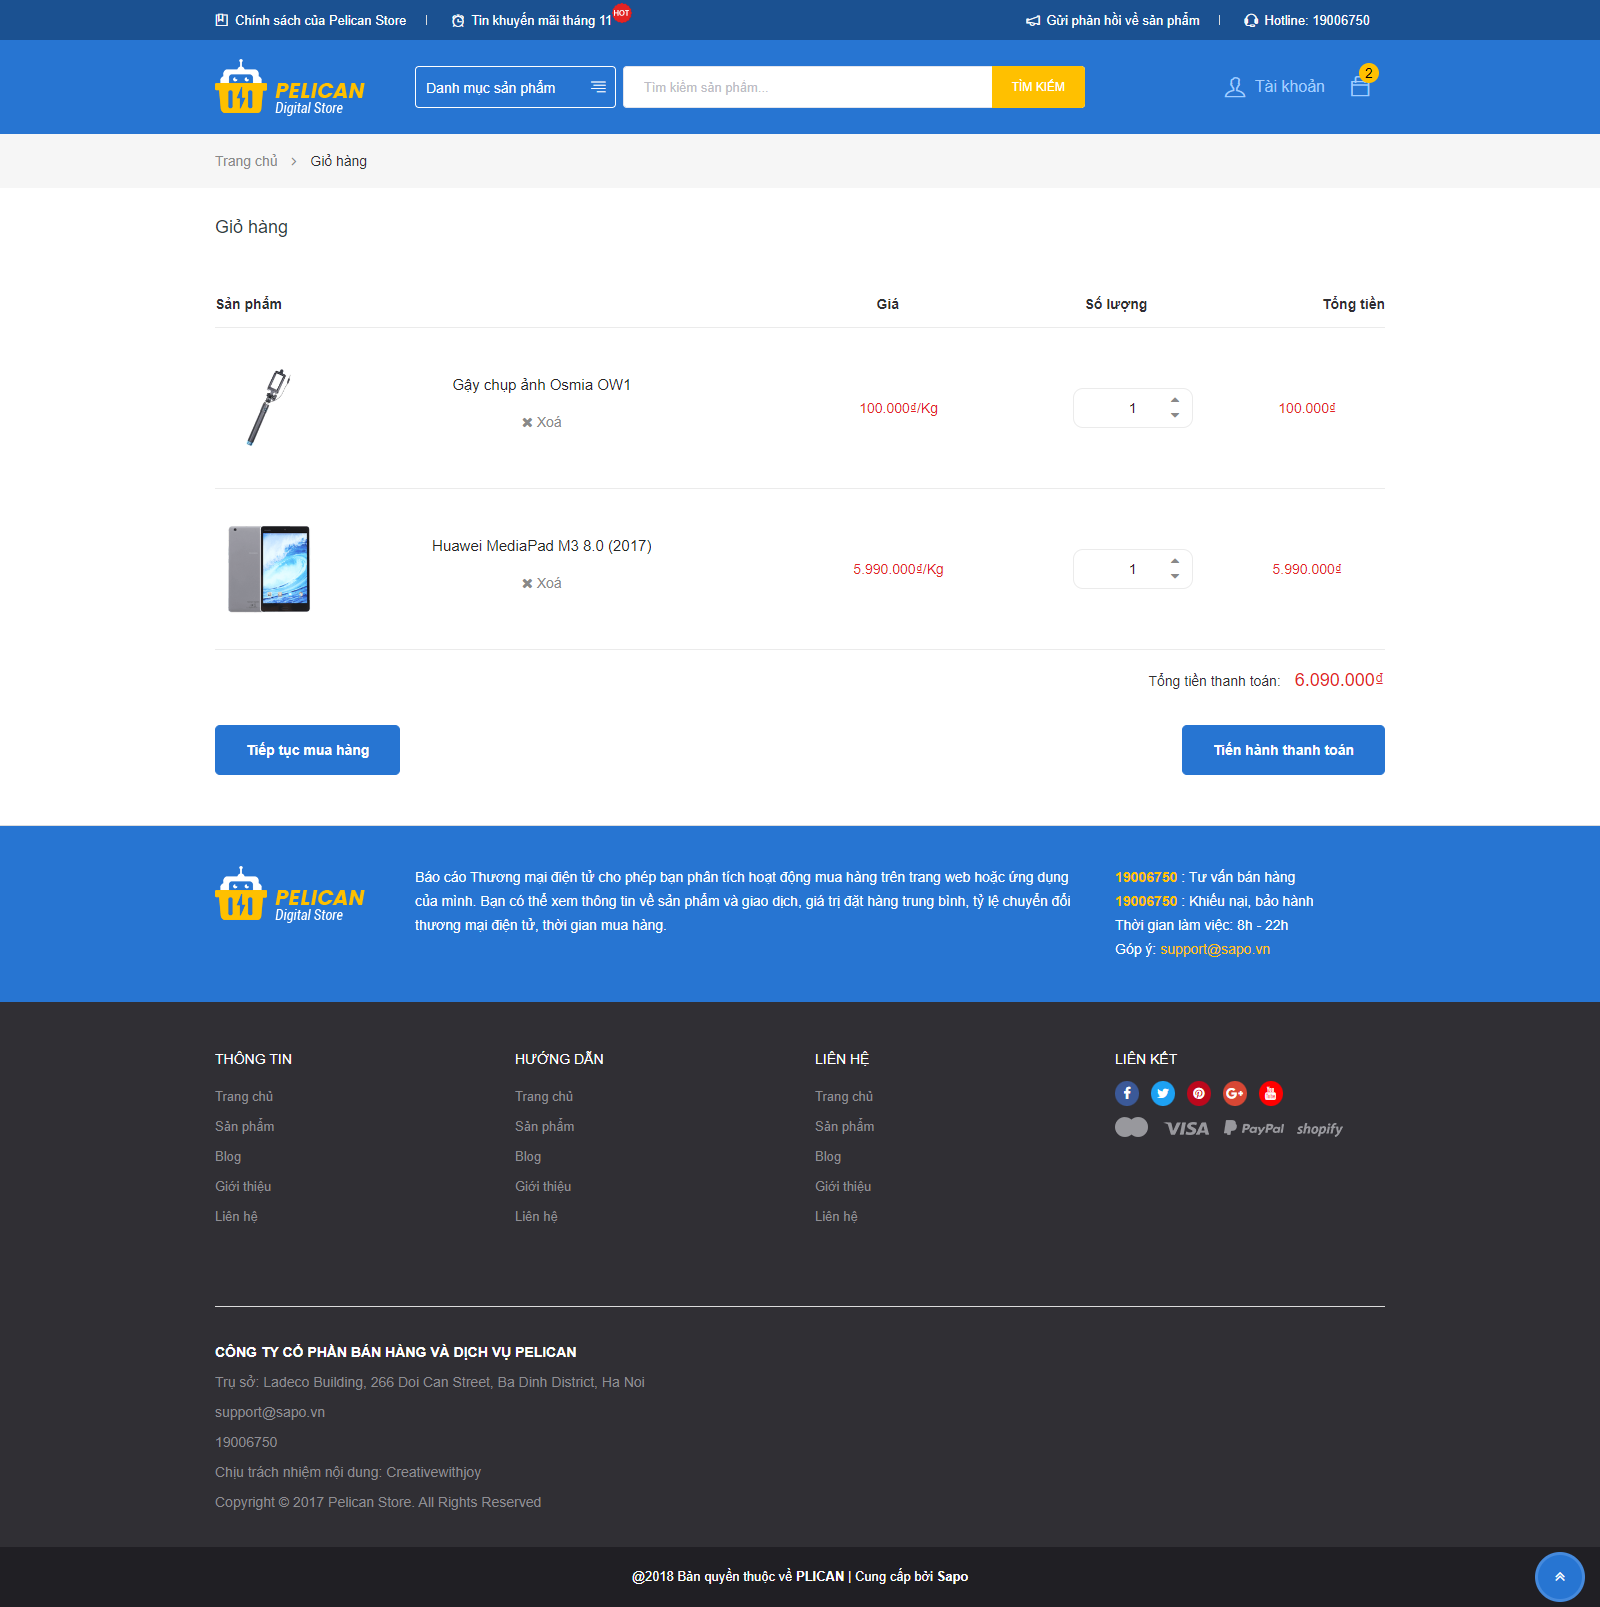 Chính sách của Pelican Store
Tin khuyến mãi tháng 11
HOT
Gửi phản hồi về sản phẩm
Hotline: 19006750
PELICAN
Digital Store
Danh mục sản phẩm
Tìm kiếm sản phẩm...
TÌM KIẾM
Tài khoản
2
Trang chủ
Giỏ hàng
Giỏ hàng
Sản phẩm
Giá
Số lượng
Tổng tiền
Gậy chụp ảnh Osmia OW1
Xoá
100.000₫/Kg
1
100.000₫
Huawei MediaPad M3 8.0 (2017)
Xoá
5.990.000₫/Kg
1
5.990.000₫
Tổng tiền thanh toán: 6.090.000₫
Tiếp tục mua hàng
Tiến hành thanh toán
PELICAN
Digital Store
Báo cáo Thương mại điện tử cho phép bạn phân tích hoạt động mua hàng trên trang web hoặc ứng dụng
của mình. Bạn có thể xem thông tin về sản phẩm và giao dịch, giá trị đặt hàng trung bình, tỷ lệ chuyển đổi
thương mại điện tử, thời gian mua hàng.
19006750 : Tư vấn bán hàng
19006750 : Khiếu nại, bảo hành
Thời gian làm việc: 8h - 22h
Góp ý: support@sapo.vn
THÔNG TIN
Trang chủ
Sản phẩm
Blog
Giới thiệu
Liên hệ
HƯỚNG DẪN
Trang chủ
Sản phẩm
Blog
Giới thiệu
Liên hệ
LIÊN HỆ
Trang chủ
Sản phẩm
Blog
Giới thiệu
Liên hệ
LIÊN KẾT
VISA
PayPal
shopify
CÔNG TY CỔ PHẦN BÁN HÀNG VÀ DỊCH VỤ PELICAN
Trụ sở: Ladeco Building, 266 Doi Can Street, Ba Dinh District, Ha Noi
support@sapo.vn
19006750
Chịu trách nhiệm nội dung: Creativewithjoy
Copyright © 2017 Pelican Store. All Rights Reserved
@2018 Bản quyền thuộc về PLICAN | Cung cấp bởi Sapo